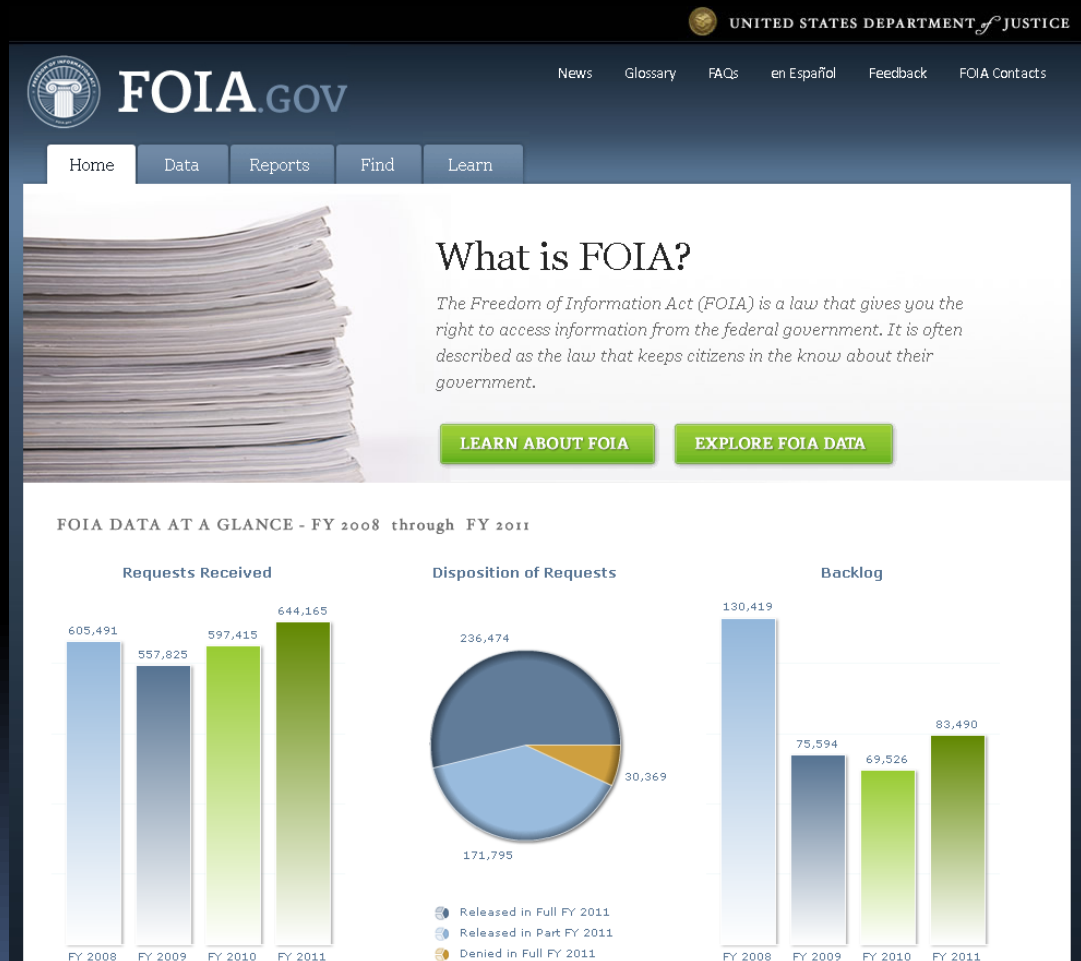 UNITED STATES DEPARTMENT of JUSTICE
FOIA.GOV
News Glossary FAQs en Español Feedback FOIA Contacts
Home Data Reports Find Learn
What is FOIA?
The Freedom of Information Act (FOIA) is a law that gives you the
right to access information from the federal government. It is often
described as the law that keeps citizens in the know about their
government.
LEARN ABOUT FOIA EXPLORE FOIA DATA
FOIA DATA AT A GLANCE - FY 2008 through FY 2011
Requests Received
605,491
557,825
597,415
644,165
FY 2008 FY 2009 FY 2010 FY 2011
Disposition of Requests
236,474
30,369
171,795
Released in Full FY 2011
Released in Part FY 2011
Denied in Full FY 2011
Backlog
130,419
75,594
69,526
83,490
FY 2008 FY 2009 FY 2010 FY 2011